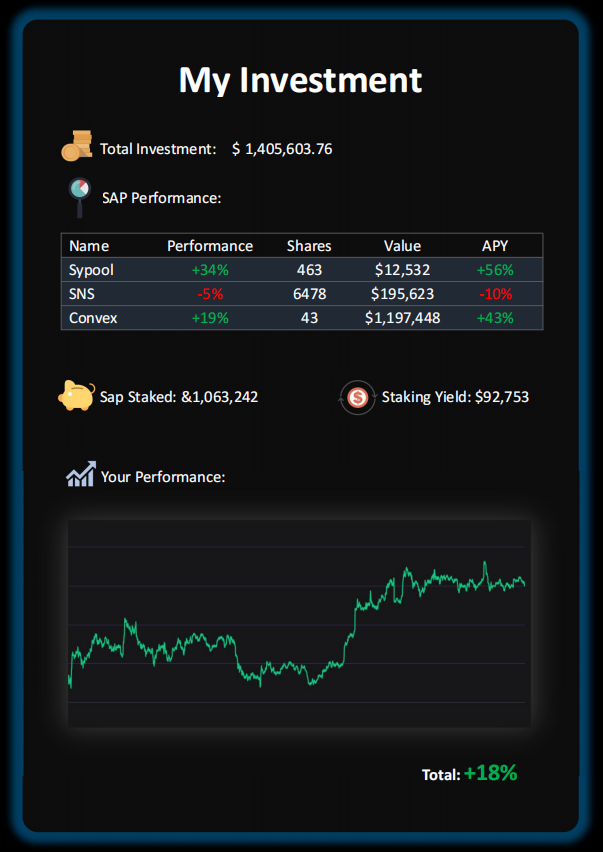 My Investment
Total Investment: $ 1,405,603.76
SAP Performance:
Name Performance Shares Value APY
Sypool +34% 463 $12,532 +56%
SNS -5% 6478 $195,623 -10%
Convex +19% 43 $1,197,448 +43%
Sap Staked: &1,063,242 Staking Yield: $92,753
Your Performance:
Total: +18%